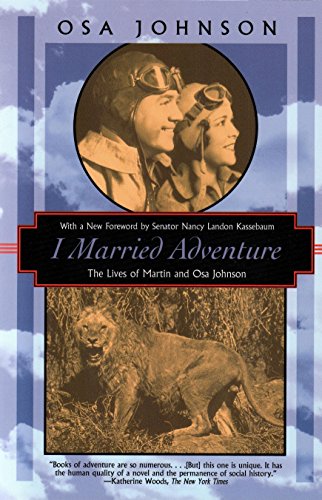 OSA JOHNSON
With a New Foreword by Senator Nancy Landon Kassebaum
I Married Adventure
The Lives of Martin and Osa Johnson
"Books of adventure are so numerous. . . .[But] this one is unique. It has
the human quality of a novel and the permanence of social history."
—Katherine Woods, The New York Times